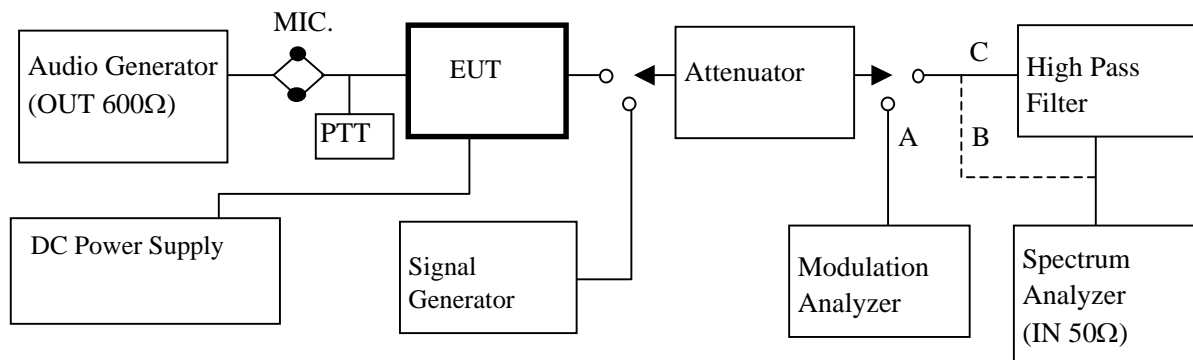 MIC.
Audio Generator
(OUT 600Ω)
PTT
EUT
Attenuator
C
High Pass
Filter
A
B
DC Power Supply
Signal
Generator
Modulation
Analyzer
Spectrum
Analyzer
(IN 50Ω)